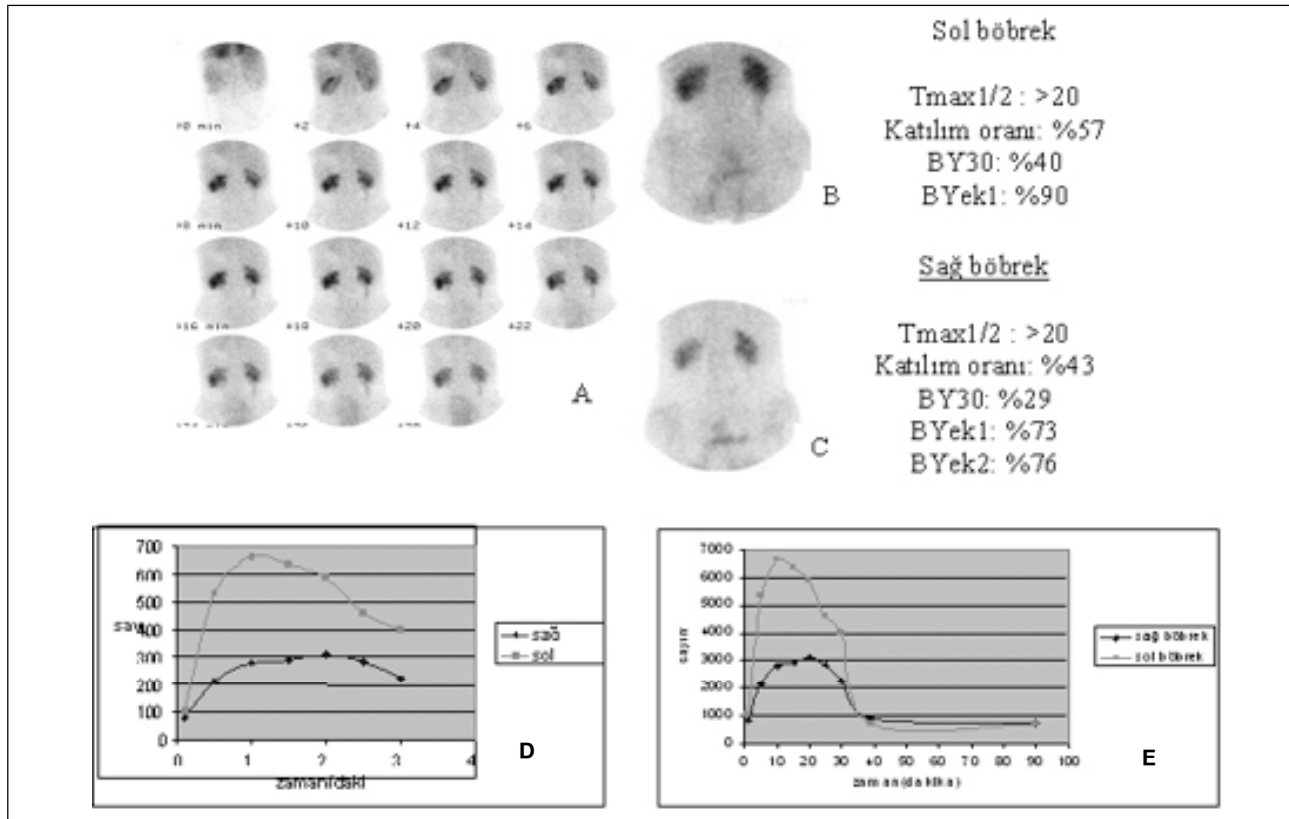 Sol böbrek
Tmax1/2 : >20
Katılım oranı: %57
BY30: %40
BYek1: %90
B
Sağ böbrek
Tmax1/2 : >20
Katılım oranı: %43
BY30: %29
BYek1: %73
BYek2: %76
C
+2
+4
+6
+10
+12
+14
+16 min
+18
+20
+22
A
700
600
500
400
300
200
100
0
0 1 2 3 4
sağ
sol
D
7000
6000
5000
4000
3000
2000
1000
0
0 10 20 30 40 50 60 70 80 90 100
sayım
zaman(dakika)
sağ böbrek
sol böbrek
E